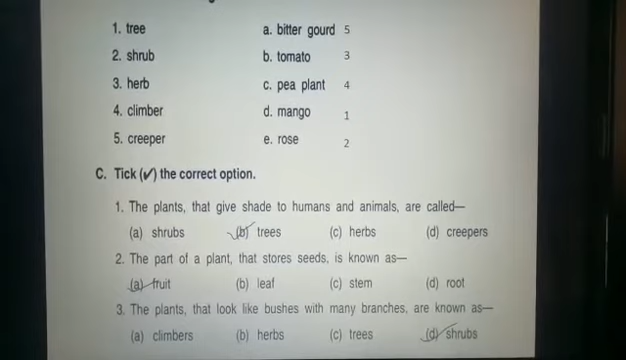 1. tree a. bitter gourd 5
2. shrub b. tomato 3
3. herb c. pea plant 4
4. climber d. mango 1
5. creeper e. rose 2
C. Tick (✓) the correct option.
1. The plants, that give shade to humans and animals, are called—
(a) shrubs (b) trees (c) herbs (d) creepers
2. The part of a plant, that stores seeds, is known as—
(a) fruit (b) leaf (c) stem (d) root
3. The plants, that look like bushes with many branches, are known as—
(a) climbers (b) herbs (c) trees (d) shrubs